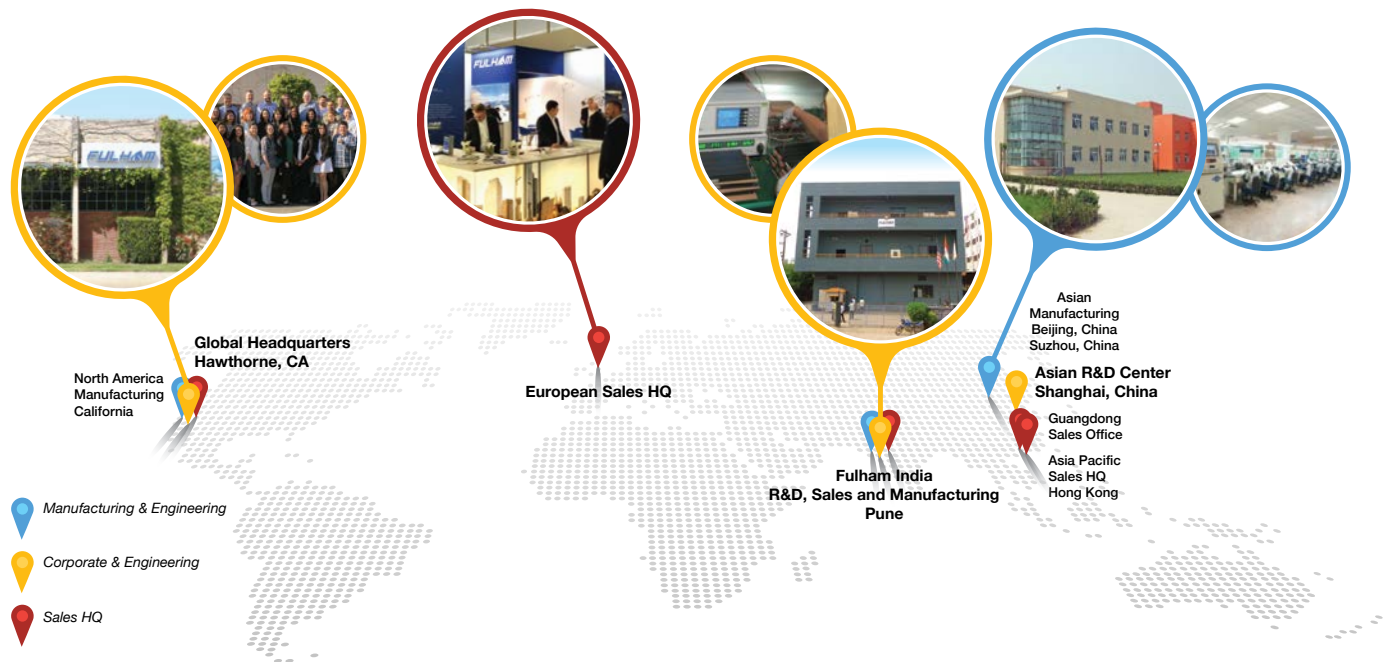 FULHAM
FULHAM
Global Headquarters
Hawthorne, CA
North America
Manufacturing
California
European Sales HQ
Fulham India
R&D, Sales and Manufacturing
Pune
Asian
Manufacturing
Beijing, China
Suzhou, China
Asian R&D Center
Shanghai, China
Guangdong
Sales Office
Asia Pacific
Sales HQ
Hong Kong
Manufacturing & Engineering
Corporate & Engineering
Sales HQ